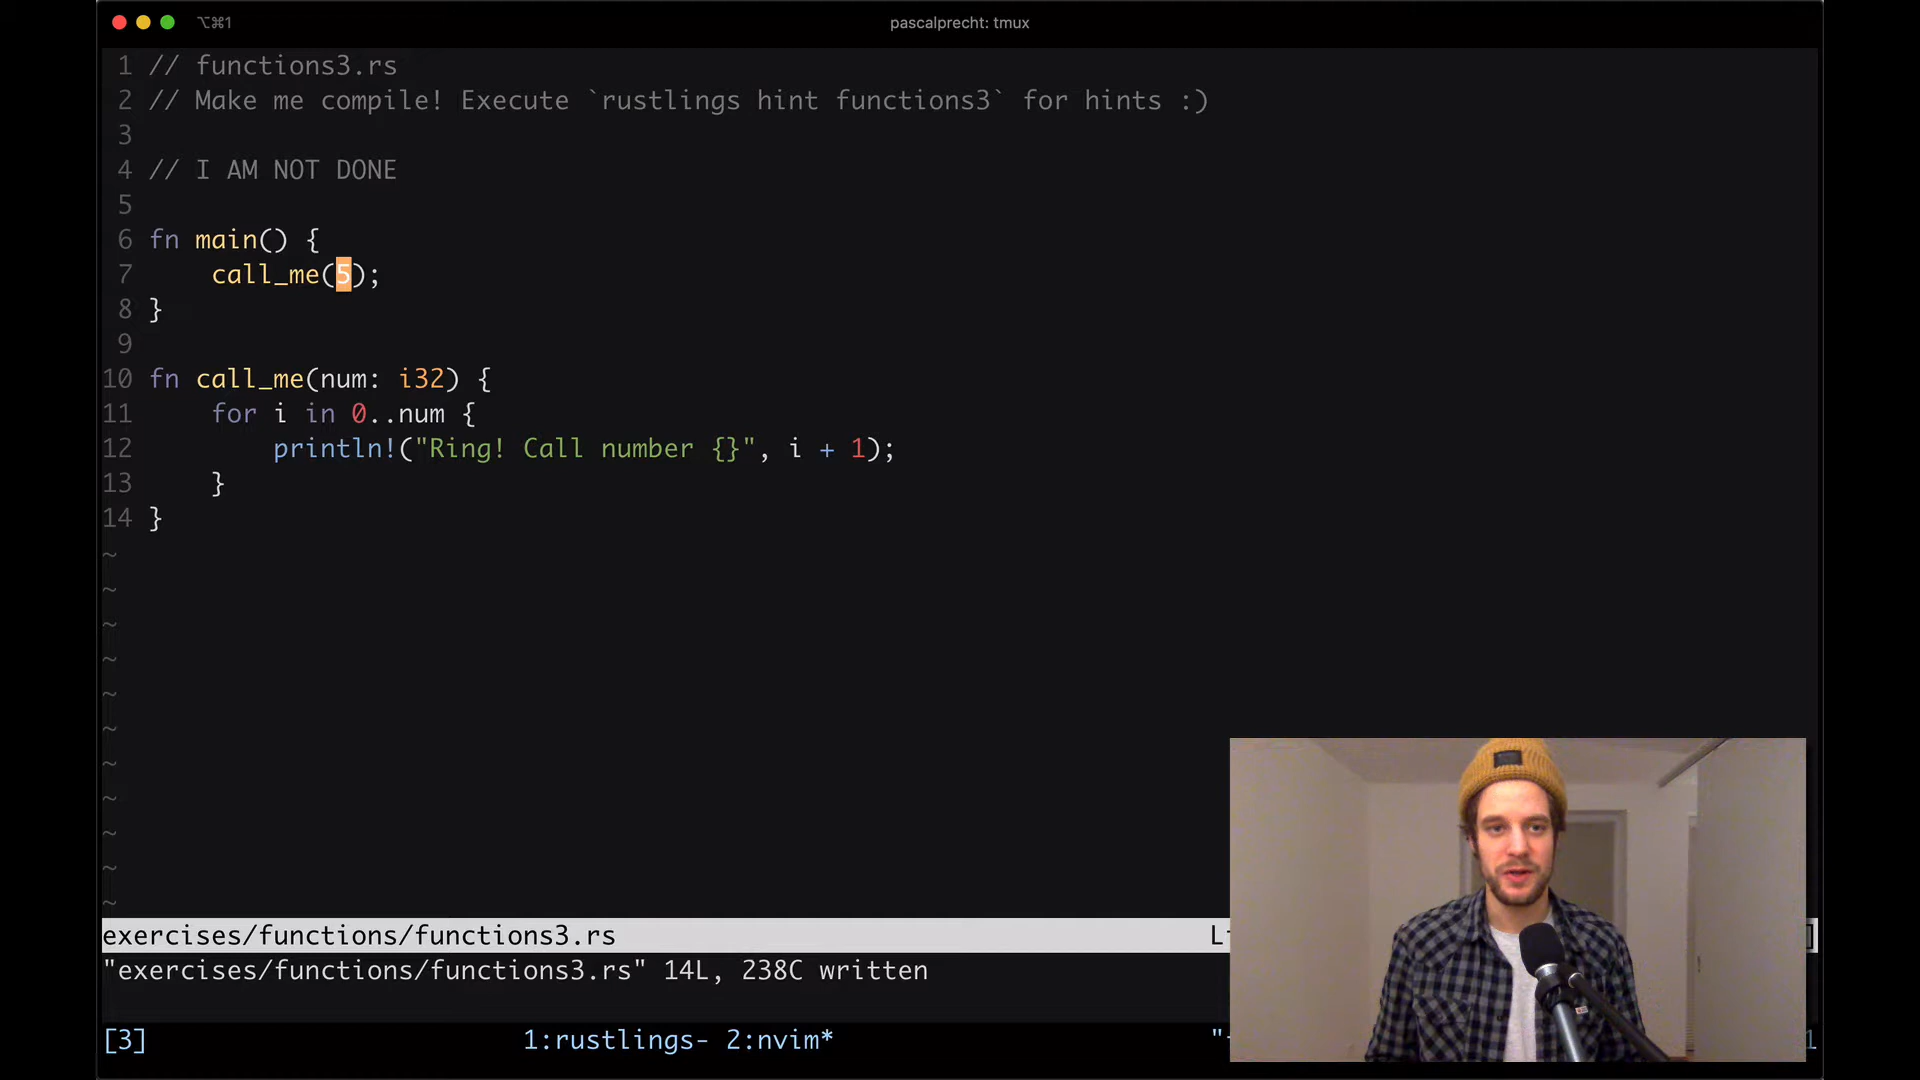 ⌥⌘1
pascalprecht: tmux
1 // functions3.rs
2 // Make me compile! Execute `rustlings hint functions3` for hints :)
3
4 // I AM NOT DONE
5
6 fn main() {
7     call_me(5);
8 }
9
10 fn call_me(num: i32) {
11     for i in 0..num {
12         println!("Ring! Call number {}", i + 1);
13     }
14 }
~
~
~
~
~
~
~
~
~
~
~
exercises/functions/functions3.rs
"exercises/functions/functions3.rs" 14L, 238C written
[3] 1:rustlings- 2:nvim*